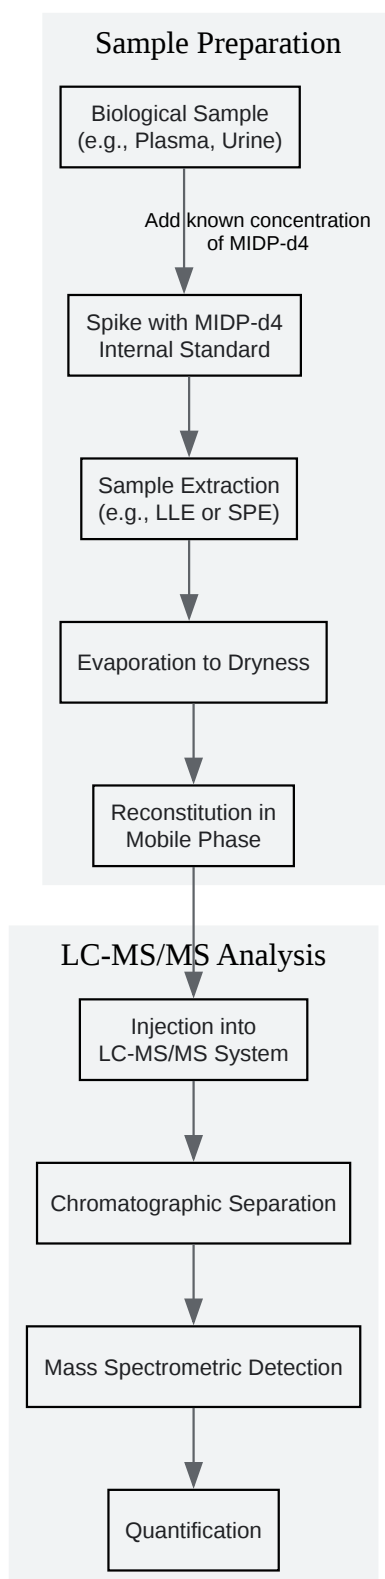 Sample Preparation
Biological Sample
(e.g., Plasma, Urine)
Add known concentration
of MIDP-d4
Spike with MIDP-d4
Internal Standard
Sample Extraction
(e.g., LLE or SPE)
Evaporation to Dryness
Reconstitution in
Mobile Phase
LC-MS/MS Analysis
Injection into
LC-MS/MS System
Chromatographic Separation
Mass Spectrometric Detection
Quantification